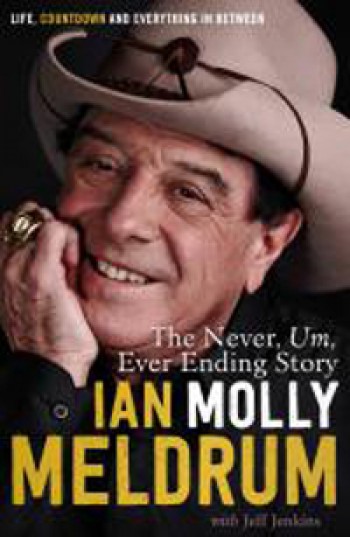 LIFE, COUNTDOWN AND EVERYTHING IN BETWEEN
The Never, Um,
Ever Ending Story
IAN MOLLY
MELDRUM
with Jeff Jenkins